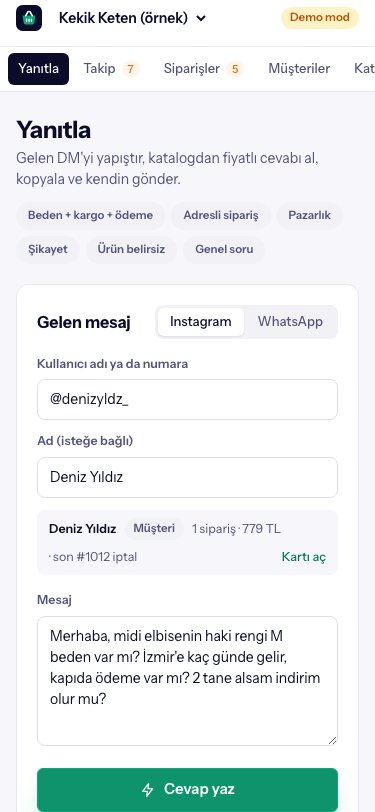 Kekik Keten (örnek)
Demo mod
Yanıtla
Takip 7
Siparişler 5
Müşteriler
Kat
Yanıtla
Gelen DM'yi yapıştır, katalogdan fiyatlı cevabı al,
kopyala ve kendin gönder.
Beden + kargo + ödeme
Adresli sipariş
Pazarlık
Şikayet
Ürün belirsiz
Genel soru
Gelen mesaj
Instagram
WhatsApp
Kullanıcı adı ya da numara
@denizyldz_
Ad (isteğe bağlı)
Deniz Yıldız
Deniz Yıldız Müşteri 1 sipariş · 779 TL
· son #1012 iptal
Kartı aç
Mesaj
Merhaba, midi elbisenin haki rengi M
beden var mı? İzmir'e kaç günde gelir,
kapıda ödeme var mı? 2 tane alsam indirim
olur mu?
Cevap yaz